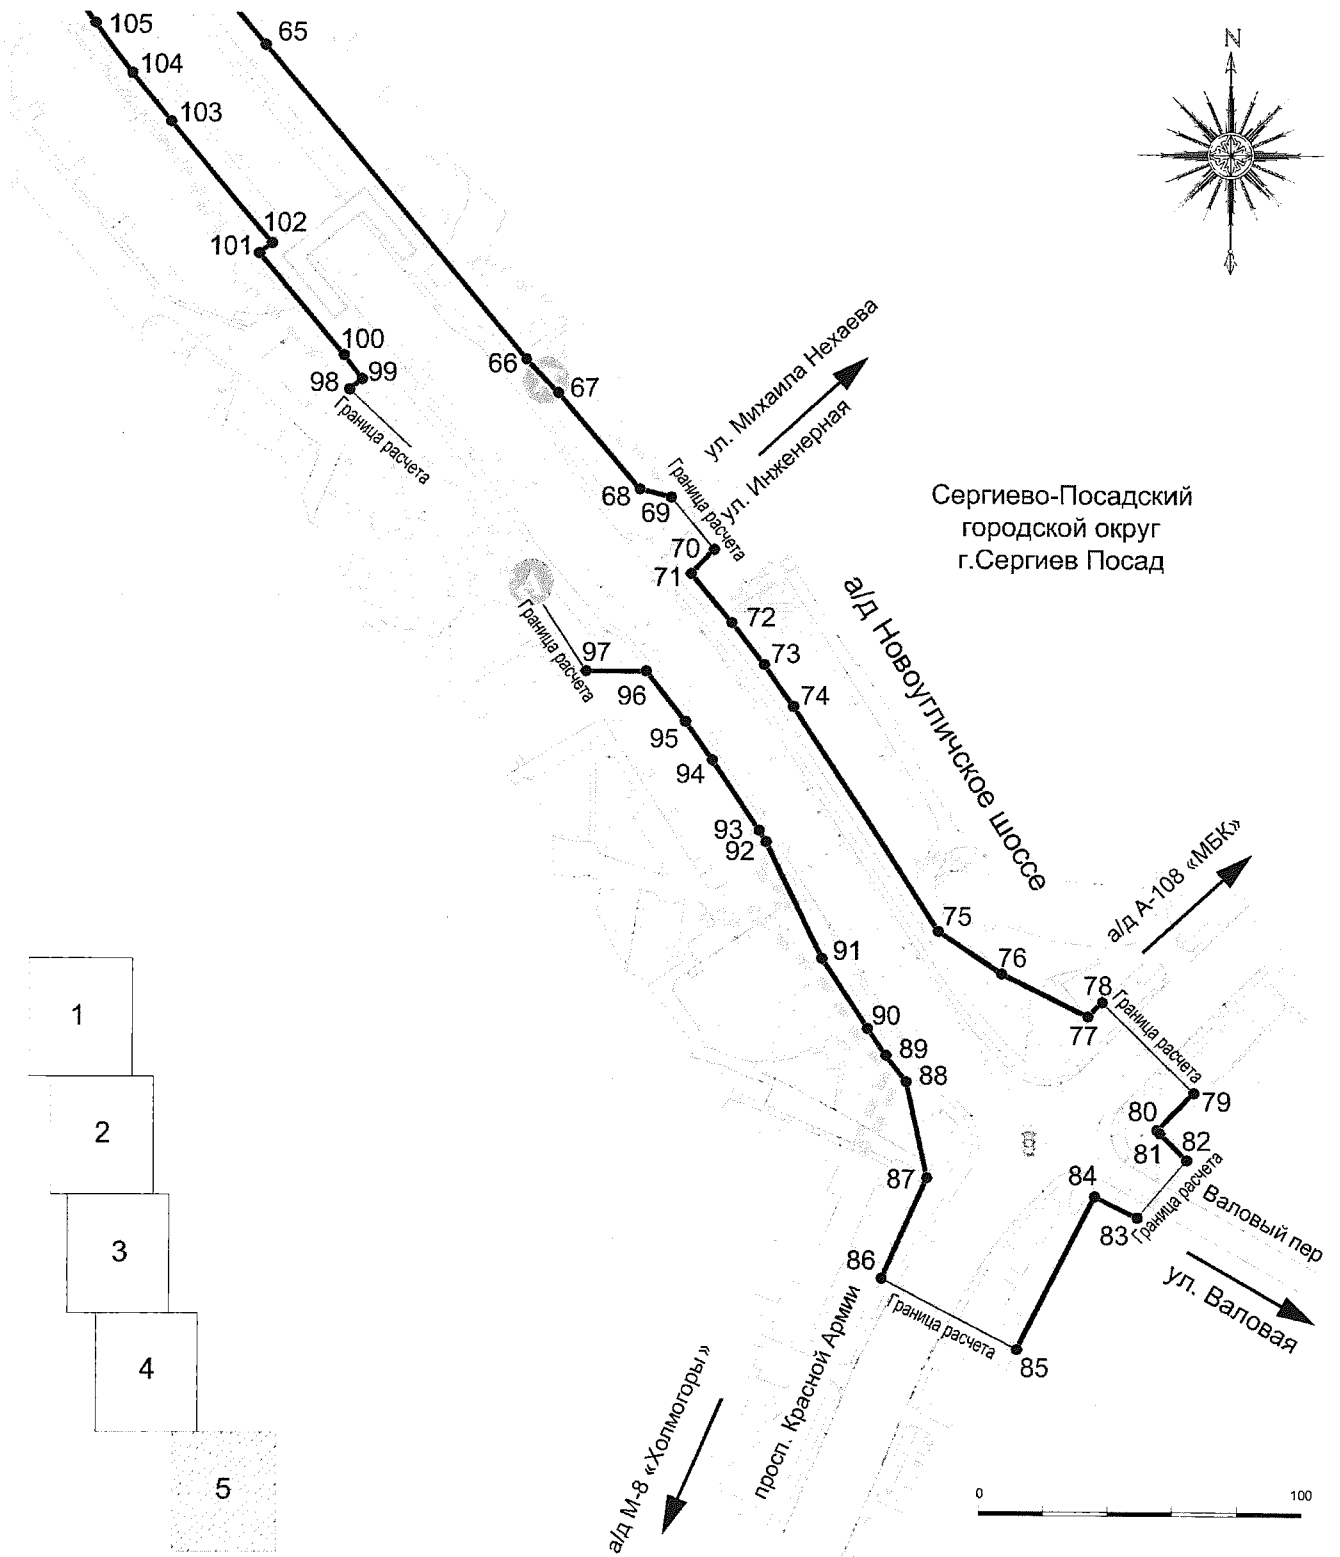 105
65
N
104
103
102
101
100
99
98
Граница расчета
66
67
ул. Михаила Нехаева
ул. Инженерная
68
69
Граница расчета
70
71
Сергиево-Посадский
городской округ
г.Сергиев Посад
72
73
74
а/д Новоугличское шоссе
Граница расчета
97
96
95
94
93
92
75
76
а/д А-108 «МБК»
91
78
77
Граница расчета
90
89
88
79
80
81
82
Граница расчета
87
84
83
Валовый пер
ул. Валовая
86
Граница расчета
85
просп. Красной Армии
а/д М-8 «Холмогоры»
1
2
3
4
5
0
100